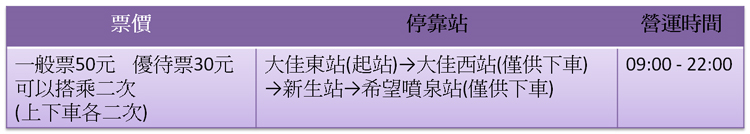 票價 停靠站 營運時間
一般票50元 優待票30元
可以搭乘二次
(上下車各二次)
大佳東站(起站)→大佳西站(僅供下車)
→新生站→希望噴泉站(僅供下車)
09:00 - 22:00